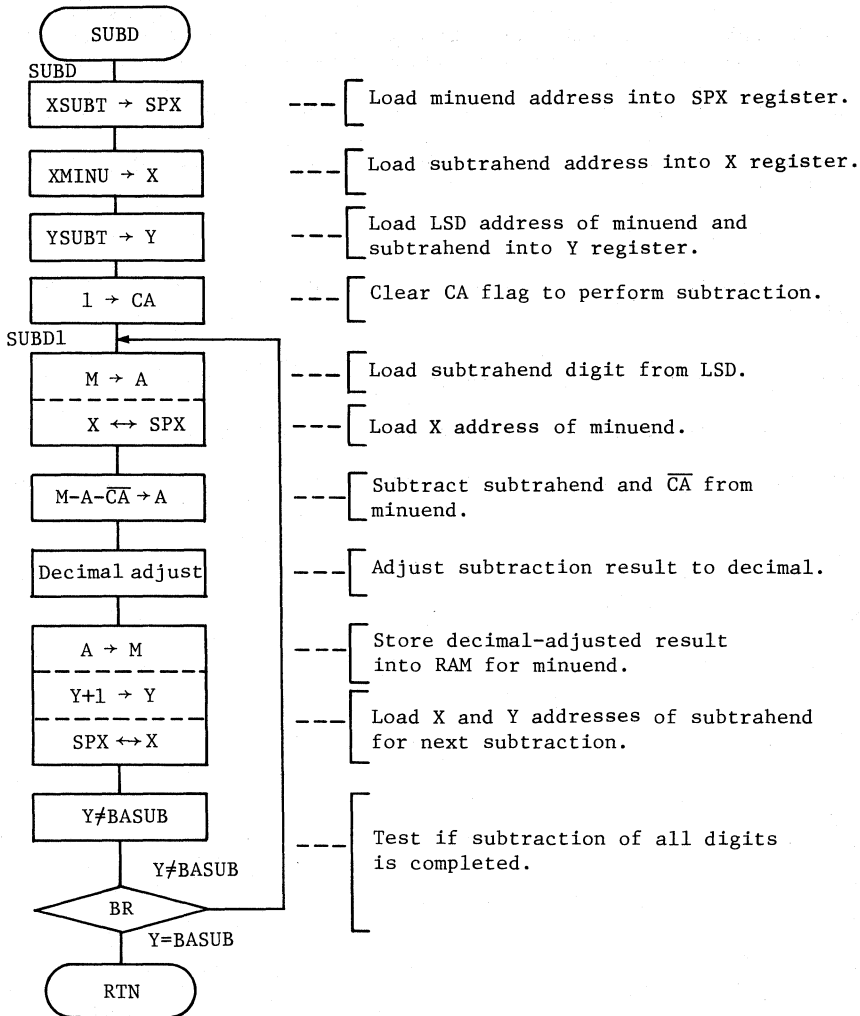 SUBD
SUBD
XSUBT → SPX
--- Load minuend address into SPX register.
XMINU → X
--- Load subtrahend address into X register.
YSUBT → Y
--- Load LSD address of minuend and
subtrahend into Y register.
1 → CA
--- Clear CA flag to perform subtraction.
SUBD1
M → A
--- Load subtrahend digit from LSD.
X ↔ SPX
--- Load X address of minuend.
M-A-C̅A̅ → A
--- Subtract subtrahend and C̅A̅ from
minuend.
Decimal adjust
--- Adjust subtraction result to decimal.
A → M
--- Store decimal-adjusted result
into RAM for minuend.
Y+1 → Y
SPX ↔ X
--- Load X and Y addresses of subtrahend
for next subtraction.
Y≠BASUB
--- Test if subtraction of all digits
is completed.
Y≠BASUB
BR
Y=BASUB
RTN